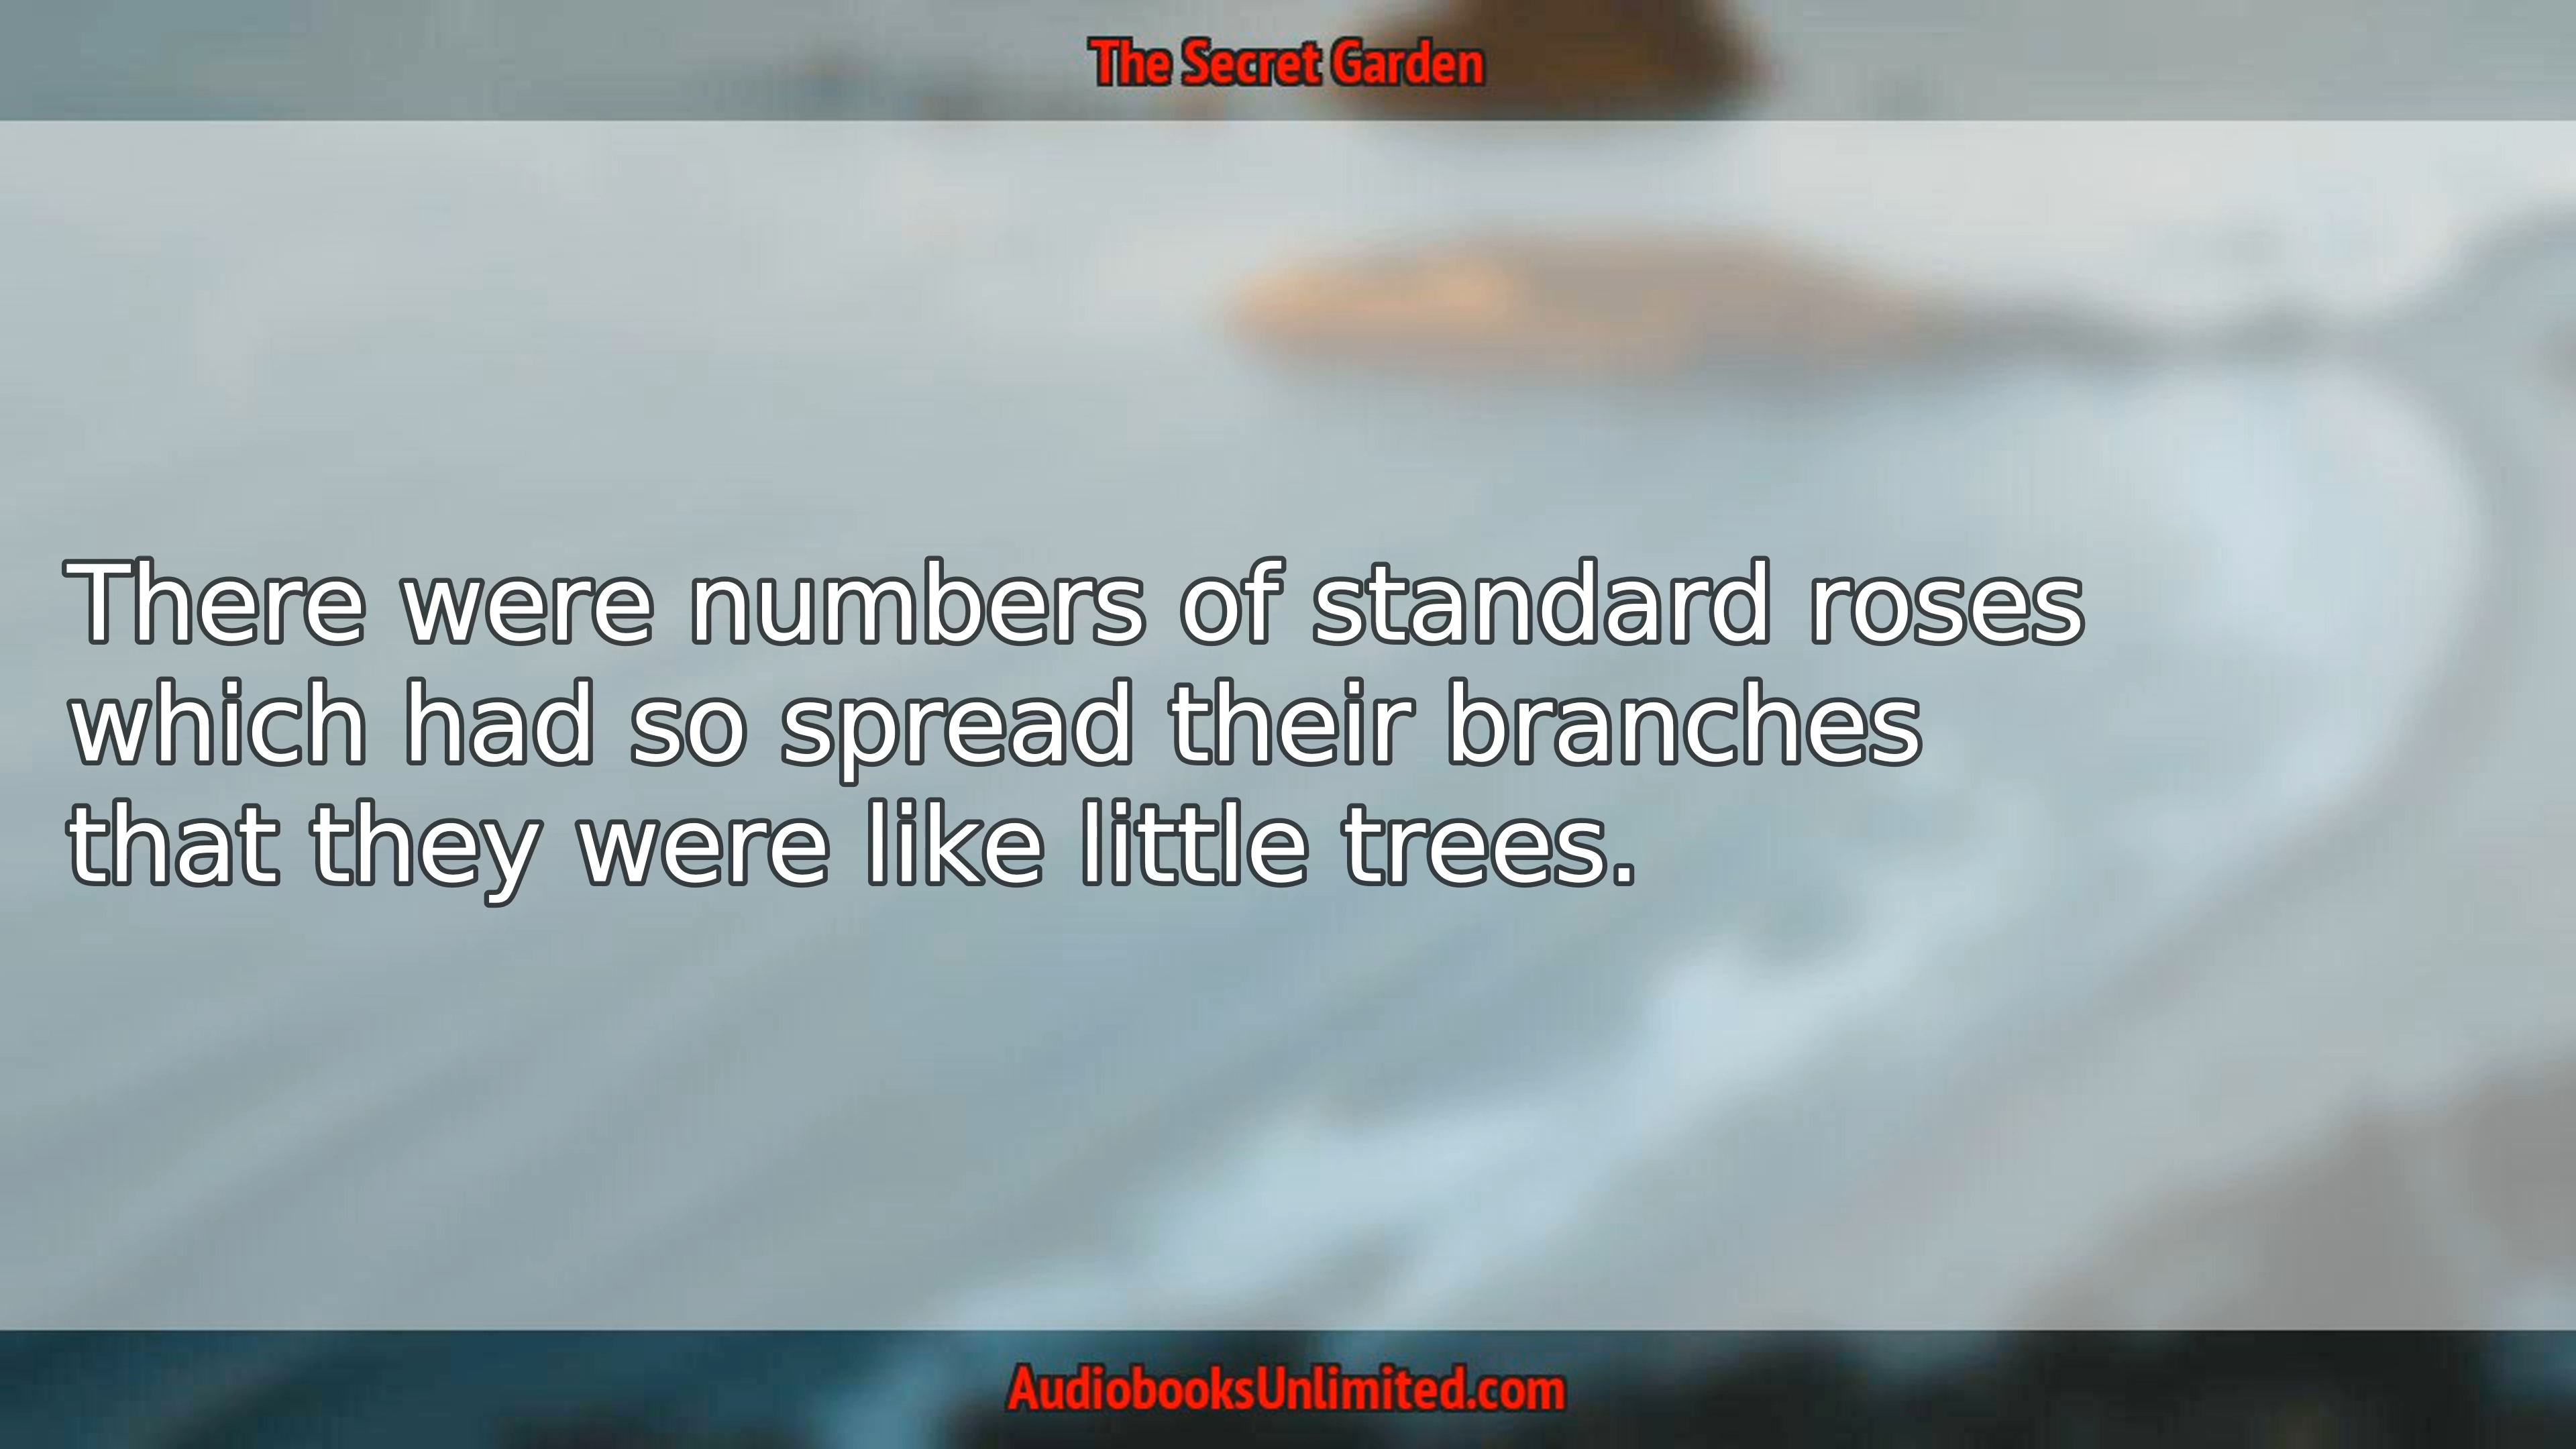 The Secret Garden
There were numbers of standard roses
which had so spread their branches
that they were like little trees.
AudiobooksUnlimited.com